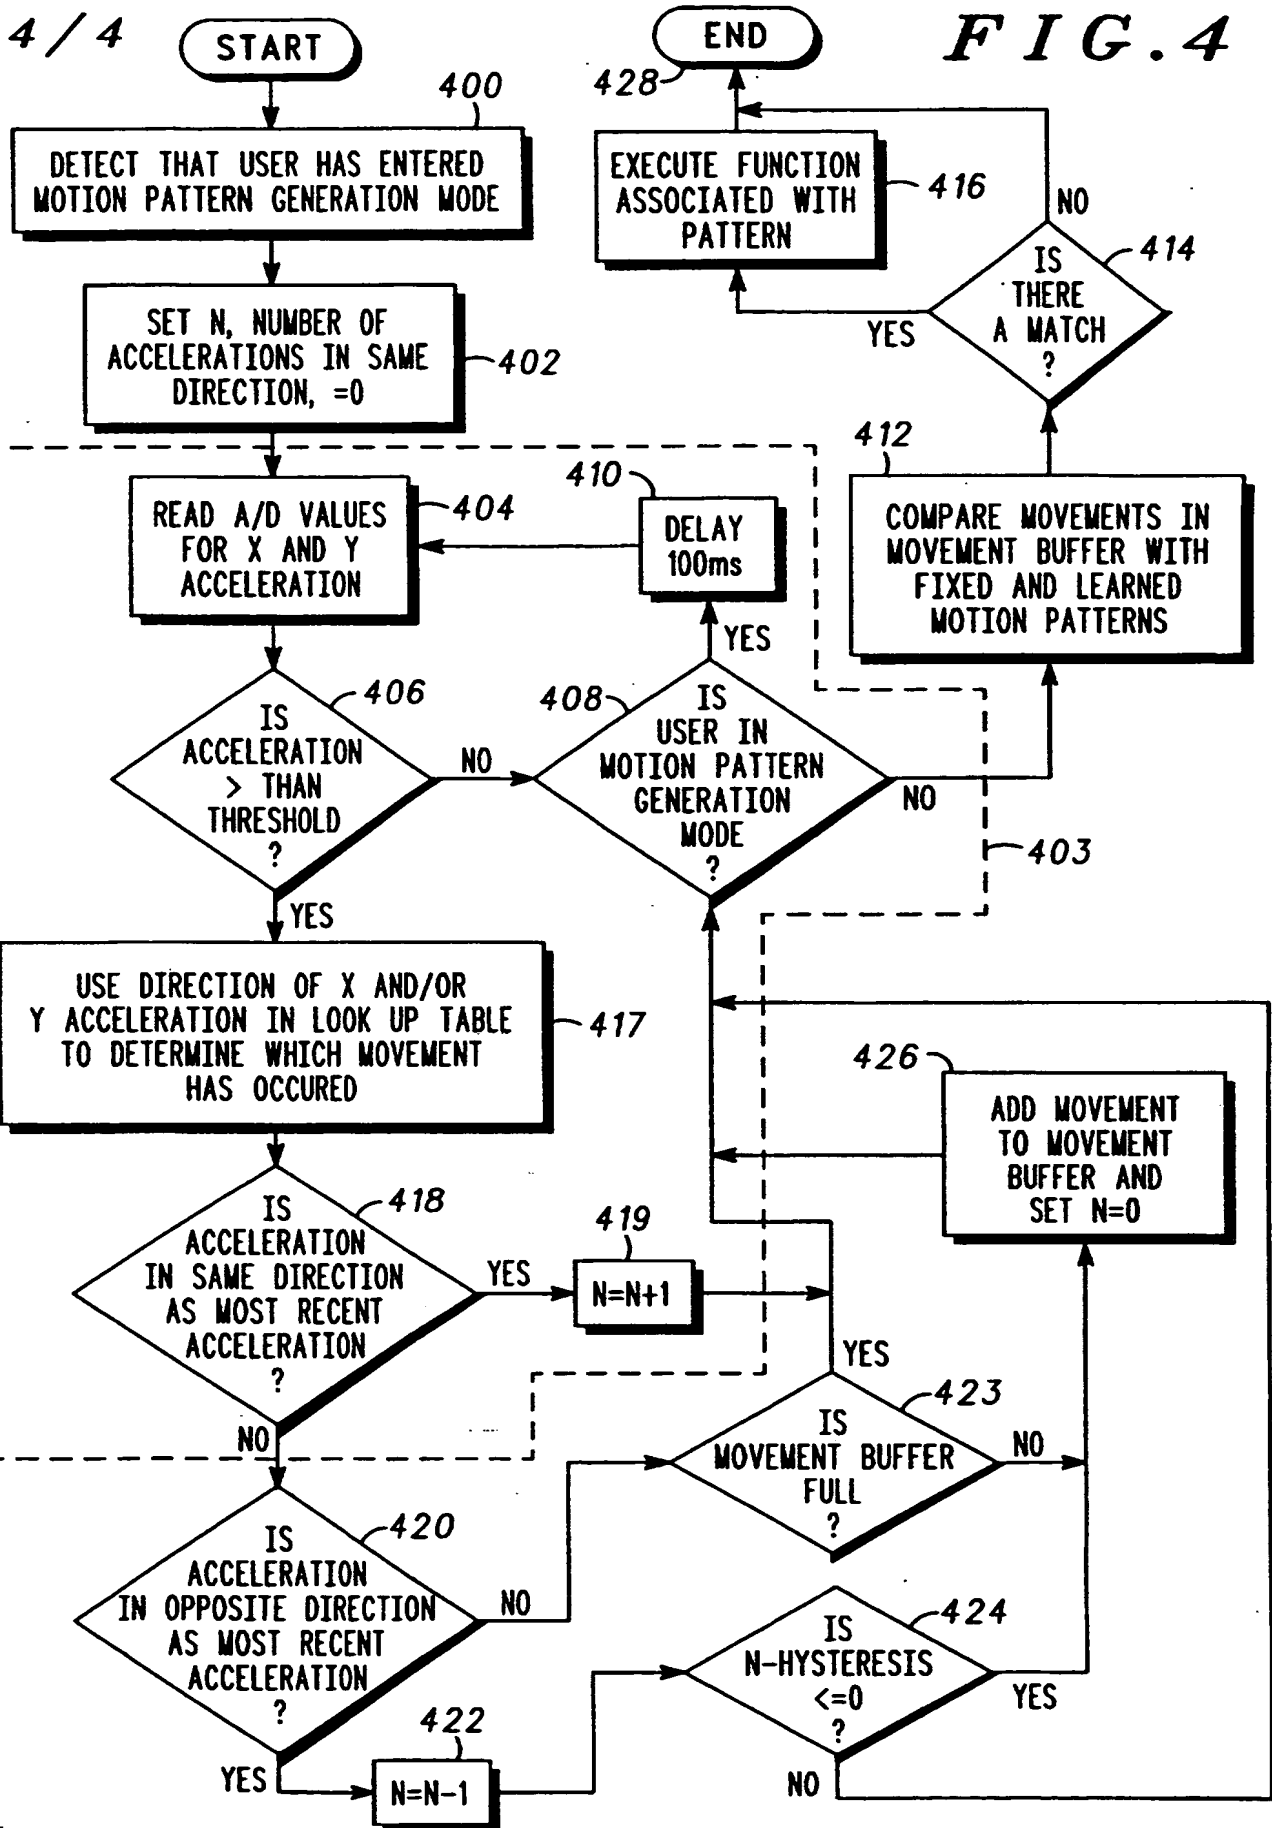 4/4
START
END
FIG.4
400
428
DETECT THAT USER HAS ENTERED
MOTION PATTERN GENERATION MODE
EXECUTE FUNCTION
ASSOCIATED WITH
PATTERN
416
NO
IS
THERE
A MATCH
?
414
YES
SET N, NUMBER OF
ACCELERATIONS IN SAME
DIRECTION, =0
402
412
READ A/D VALUES
FOR X AND Y
ACCELERATION
404
410
DELAY
100ms
COMPARE MOVEMENTS IN
MOVEMENT BUFFER WITH
FIXED AND LEARNED
MOTION PATTERNS
YES
IS
ACCELERATION
> THAN
THRESHOLD
?
406
NO
408
IS
USER IN
MOTION PATTERN
GENERATION
MODE
?
NO
403
YES
USE DIRECTION OF X AND/OR
Y ACCELERATION IN LOOK UP TABLE
TO DETERMINE WHICH MOVEMENT
HAS OCCURED
417
426
ADD MOVEMENT
TO MOVEMENT
BUFFER AND
SET N=0
IS
ACCELERATION
IN SAME DIRECTION
AS MOST RECENT
ACCELERATION
?
418
YES
419
N=N+1
NO
YES
IS
MOVEMENT BUFFER
FULL
?
423
NO
IS
ACCELERATION
IN OPPOSITE DIRECTION
AS MOST RECENT
ACCELERATION
?
420
NO
IS
N-HYSTERESIS
<=0
?
424
YES
NO
YES
422
N=N-1